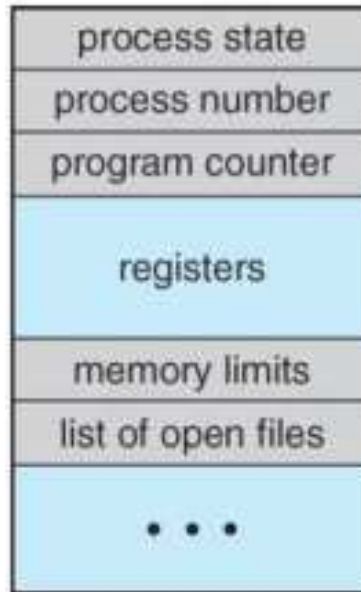 process state
process number
program counter
registers
memory limits
list of open files
• • •